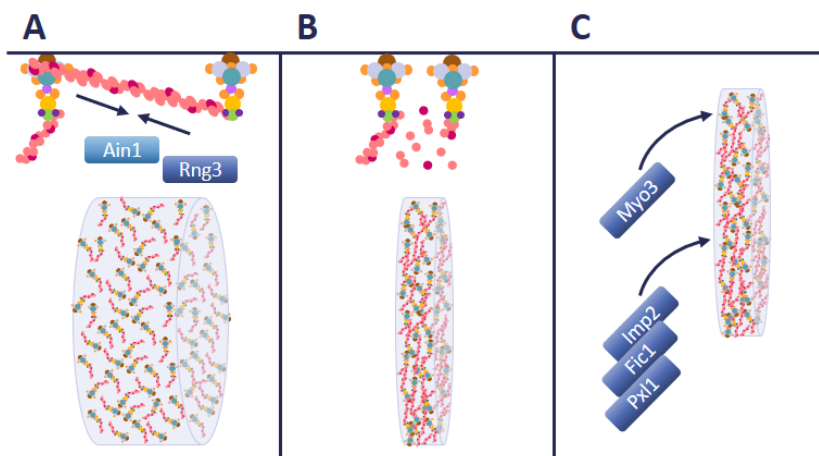 A
B
C
Ain1
Rng3
Myo3
Imp2
Fic1
Pxl1